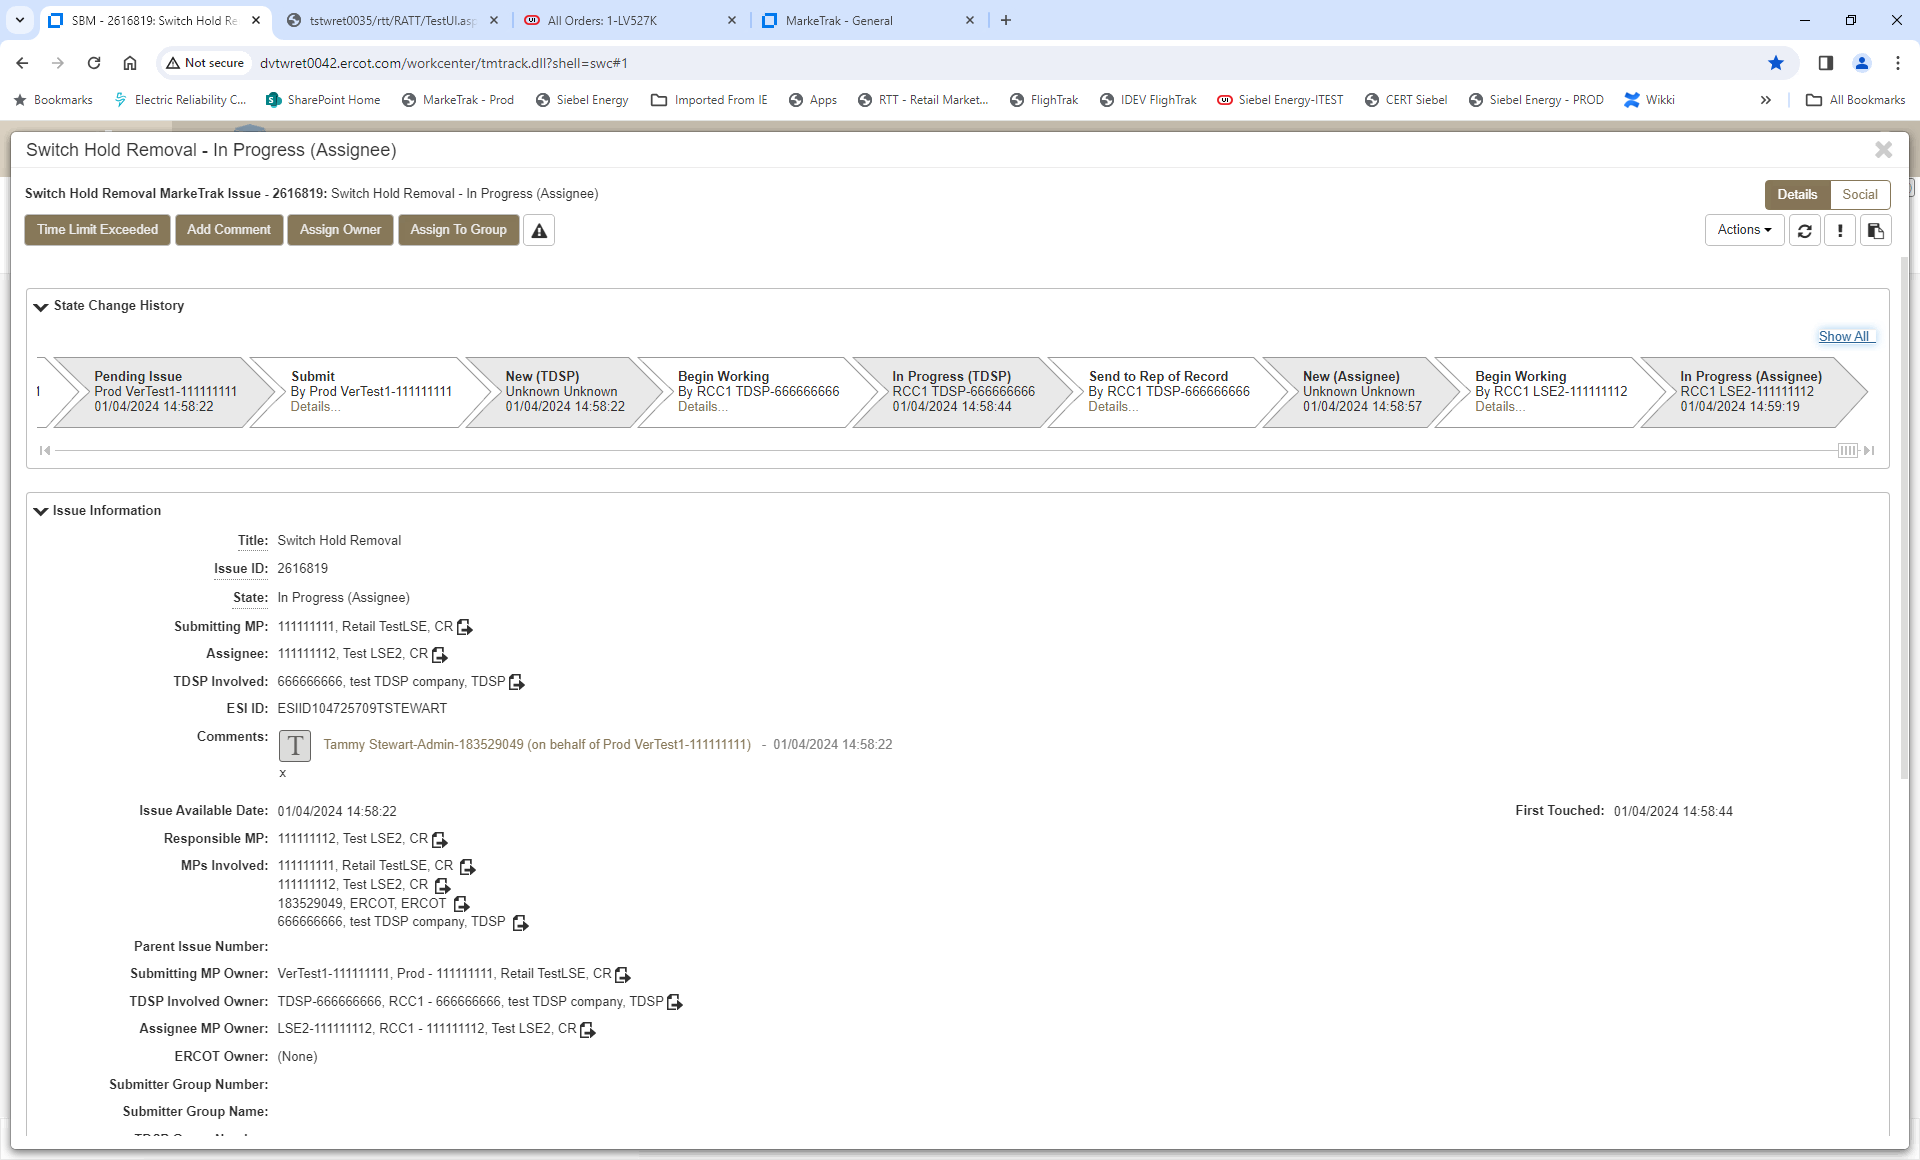 SBM - 2616819: Switch Hold Re
tstwret0035/rtt/RATT/TestUI.asp
All Orders: 1-LV527K
MarkeTrak - General
Not secure
dvtwret0042.ercot.com/workcenter/tmtrack.dll?shell=swc#1
Bookmarks
Electric Reliability C...
SharePoint Home
MarkeTrak - Prod
Siebel Energy
Imported From IE
Apps
RTT - Retail Market...
FlighTrak
IDEV FlighTrak
Siebel Energy-ITEST
CERT Siebel
Siebel Energy - PROD
Wikki
All Bookmarks
Switch Hold Removal - In Progress (Assignee)
Switch Hold Removal MarkeTrak Issue - 2616819: Switch Hold Removal - In Progress (Assignee)
Details
Social
Time Limit Exceeded
Add Comment
Assign Owner
Assign To Group
Actions
State Change History
Show All
1
Pending Issue
Prod VerTest1-111111111
01/04/2024 14:58:22
Submit
By Prod VerTest1-111111111
Details...
New (TDSP)
Unknown Unknown
01/04/2024 14:58:22
Begin Working
By RCC1 TDSP-666666666
Details...
In Progress (TDSP)
RCC1 TDSP-666666666
01/04/2024 14:58:44
Send to Rep of Record
By RCC1 TDSP-666666666
Details...
New (Assignee)
Unknown Unknown
01/04/2024 14:58:57
Begin Working
By RCC1 LSE2-111111112
Details...
In Progress (Assignee)
RCC1 LSE2-111111112
01/04/2024 14:59:19
Issue Information
Title: Switch Hold Removal
Issue ID: 2616819
State: In Progress (Assignee)
Submitting MP: 111111111, Retail TestLSE, CR
Assignee: 111111112, Test LSE2, CR
TDSP Involved: 666666666, test TDSP company, TDSP
ESI ID: ESIID104725709TSTEWART
Comments: T Tammy Stewart-Admin-183529049 (on behalf of Prod VerTest1-111111111) - 01/04/2024 14:58:22
x
Issue Available Date: 01/04/2024 14:58:22
First Touched: 01/04/2024 14:58:44
Responsible MP: 111111112, Test LSE2, CR
MPs Involved: 111111111, Retail TestLSE, CR
111111112, Test LSE2, CR
183529049, ERCOT, ERCOT
666666666, test TDSP company, TDSP
Parent Issue Number:
Submitting MP Owner: VerTest1-111111111, Prod - 111111111, Retail TestLSE, CR
TDSP Involved Owner: TDSP-666666666, RCC1 - 666666666, test TDSP company, TDSP
Assignee MP Owner: LSE2-111111112, RCC1 - 111111112, Test LSE2, CR
ERCOT Owner: (None)
Submitter Group Number:
Submitter Group Name: